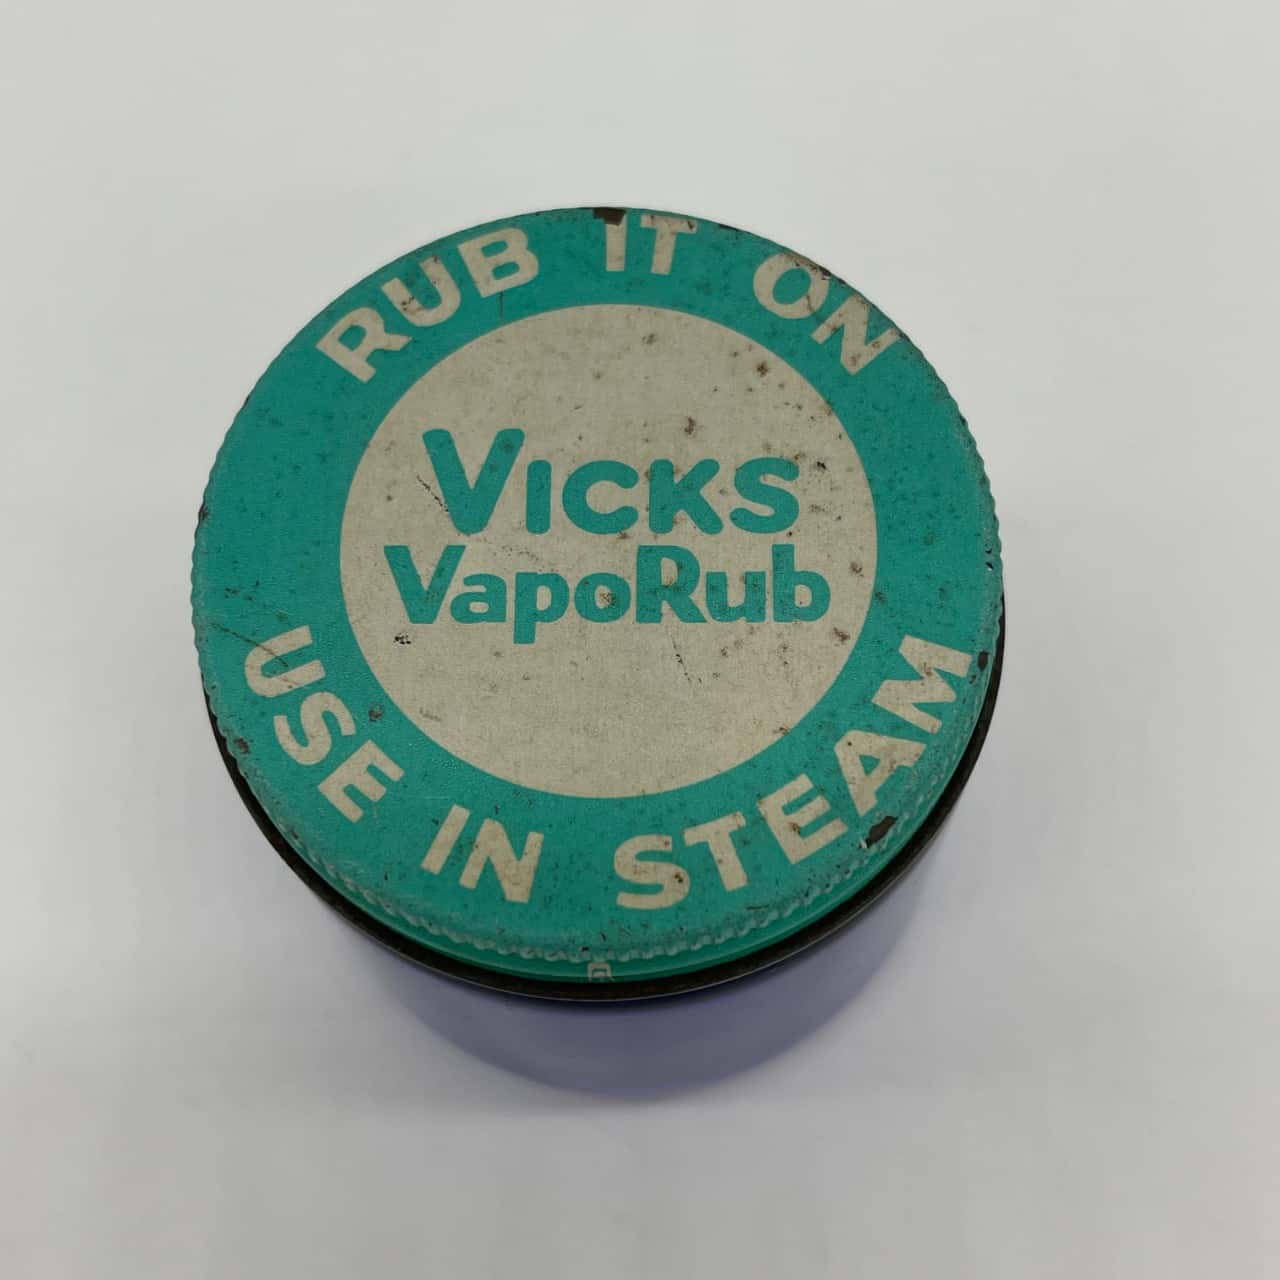 RUB IT ON
VICKS
VapoRub
USE IN STEAM